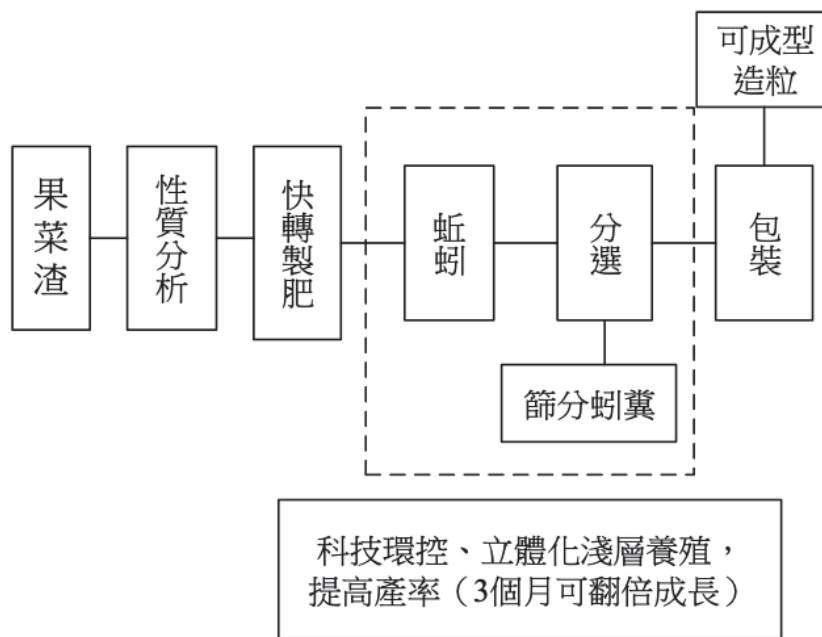 可成型
造粒
果菜渣
性質分析
快轉製肥
蚯蚓
分選
包裝
篩分蚓糞
科技環控、立體化淺層養殖，
提高產率（3個月可翻倍成長）